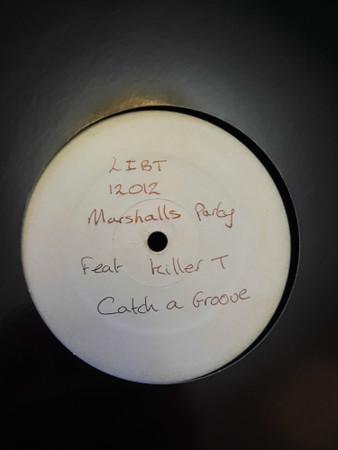 LIBT
12012
Marshalls Party
Feat Killer T
Catch a Groove